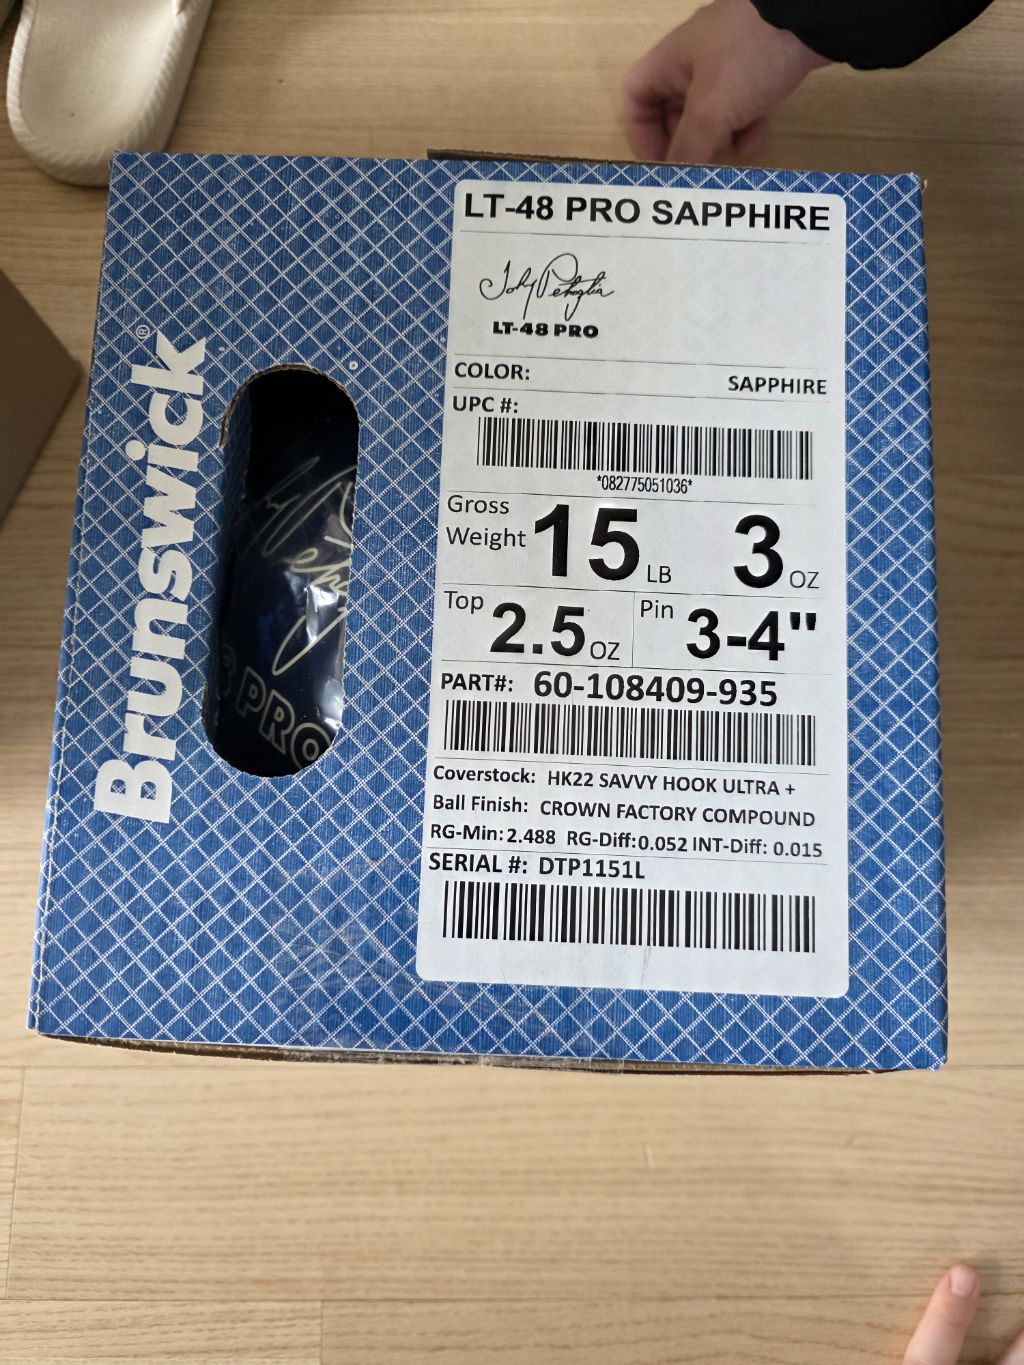 Brunswick®
PRO
LT-48 PRO SAPPHIRE
Toby Petraglia
LT-48 PRO
COLOR: SAPPHIRE
UPC #:
*082775051036*
Gross Weight 15 LB 3 OZ
Top 2.5 OZ Pin 3-4"
PART#: 60-108409-935
Coverstock: HK22 SAVVY HOOK ULTRA +
Ball Finish: CROWN FACTORY COMPOUND
RG-Min: 2.488 RG-Diff: 0.052 INT-Diff: 0.015
SERIAL #: DTP1151L